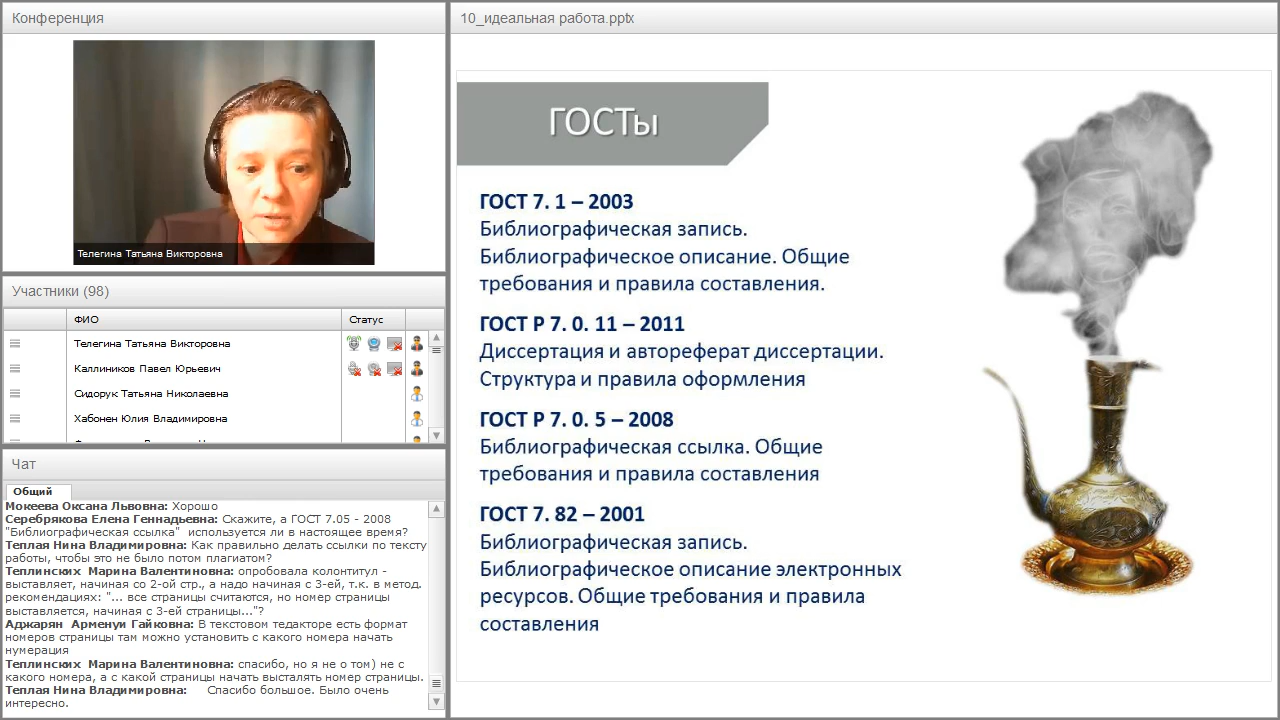 Конференция
Телегина Татьяна Викторовна
Участники (98)
ФИО
Статус
Телегина Татьяна Викторовна
Каллиников Павел Юрьевич
Сидорук Татьяна Николаевна
Хабонен Юлия Владимировна
Чат
Общий
Мокеева Оксана Львовна: Хорошо
Серебрякова Елена Геннадьевна: Скажите, а ГОСТ 7.05 - 2008
"Библиографическая ссылка" используется ли в настоящее время?
Теплая Нина Владимировна: Как правильно делать ссылки по тексту
работы, чтобы это не было потом плагиатом?
Теплинских Марина Валентиновна: опробовала колонтитул -
выставляет, начиная со 2-ой стр., а надо начиная с 3-ей, т.к. в метод.
рекомендациях: "... все страницы считаются, но номер страницы
выставляется, начиная с 3-ей страницы..."?
Аджарян Арменуи Гайковна: В текстовом тедакторе есть формат
номеров страницы там можно установить с какого номера начать
нумерация
Теплинских Марина Валентиновна: спасибо, но я не о том) не с
какого номера, а с какой страницы начать высталять номер страницы.
Теплая Нина Владимировна: Спасибо большое. Было очень
интересно.
10_идеальная работа.pptx
ГОСТы
ГОСТ 7. 1 – 2003
Библиографическая запись.
Библиографическое описание. Общие
требования и правила составления.
ГОСТ Р 7. 0. 11 – 2011
Диссертация и автореферат диссертации.
Структура и правила оформления
ГОСТ Р 7. 0. 5 – 2008
Библиографическая ссылка. Общие
требования и правила составления
ГОСТ 7. 82 – 2001
Библиографическая запись.
Библиографическое описание электронных
ресурсов. Общие требования и правила
составления